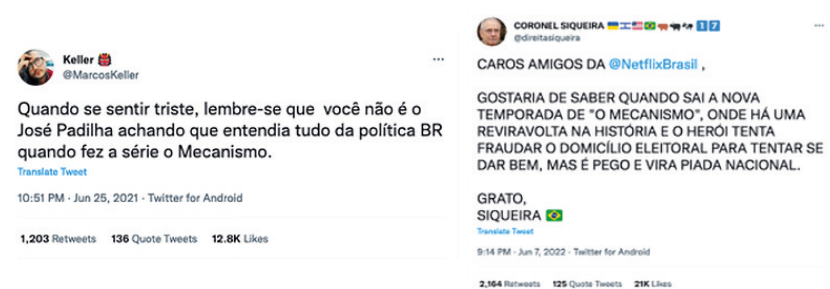 Keller
@MarcosKeller
Quando se sentir triste, lembre-se que você não é o
José Padilha achando que entendia tudo da política BR
quando fez a série o Mecanismo.
Translate Tweet
10:51 PM · Jun 25, 2021 · Twitter for Android
1,203 Retweets 136 Quote Tweets 12.8K Likes
CORONEL SIQUEIRA 🇺🇦🇮🇱🇺🇸🇧🇷🐂🐃🐄1️⃣7️⃣
@direitasiqueira
CAROS AMIGOS DA @NetflixBrasil ,
GOSTARIA DE SABER QUANDO SAI A NOVA
TEMPORADA DE "O MECANISMO", ONDE HÁ UMA
REVIRAVOLTA NA HISTÓRIA E O HERÓI TENTA
FRAUDAR O DOMICÍLIO ELEITORAL PARA TENTAR SE
DAR BEM, MAS É PEGO E VIRA PIADA NACIONAL.
GRATO,
SIQUEIRA 🇧🇷
Translate Tweet
9:14 PM · Jun 7, 2022 · Twitter for Android
2,164 Retweets 125 Quote Tweets 21K Likes